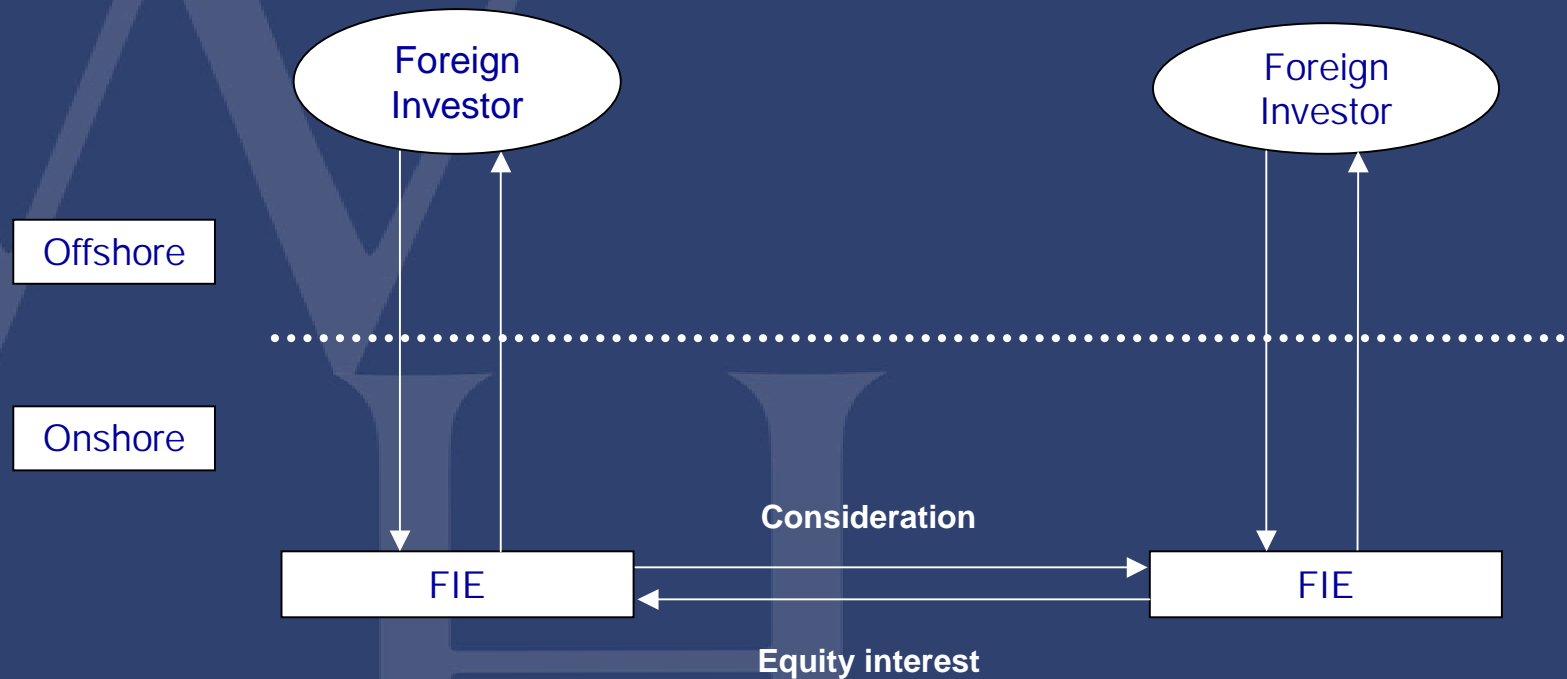 Foreign
Investor
Foreign
Investor
Offshore
Onshore
Consideration
FIE
FIE
Equity interest